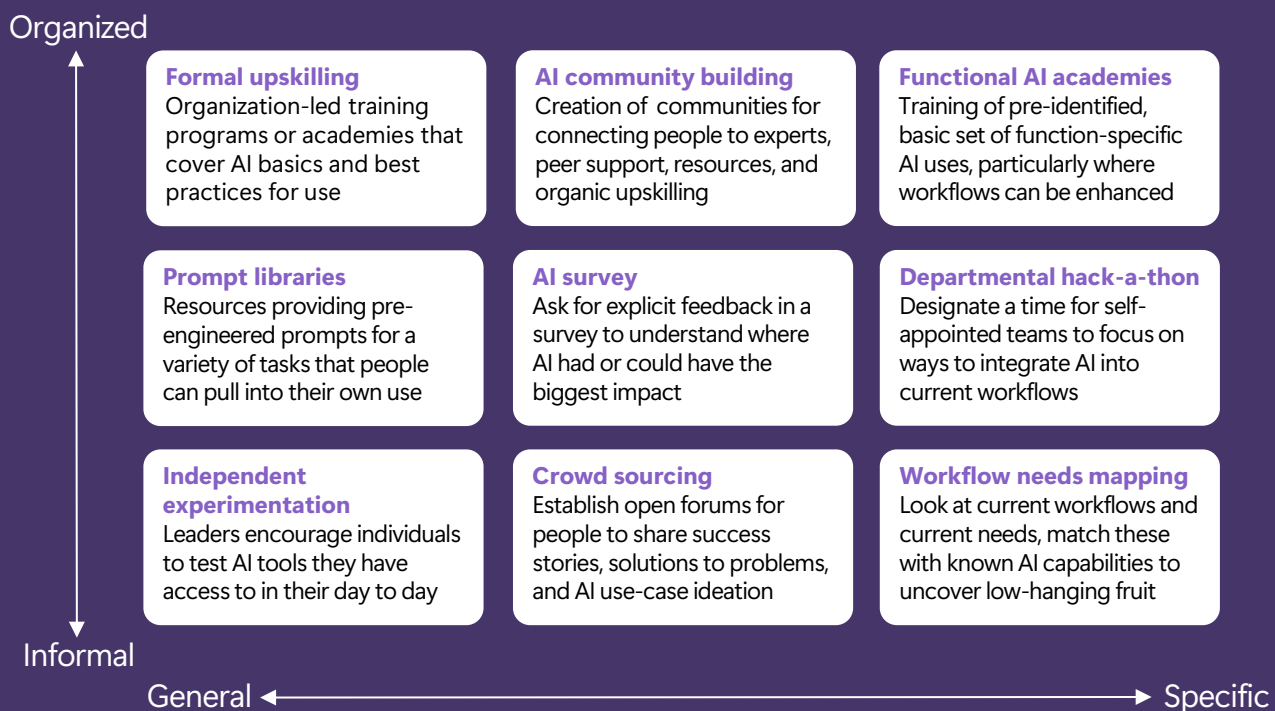 Organized
Formal upskilling
Organization-led training
programs or academies that
cover AI basics and best
practices for use
AI community building
Creation of communities for
connecting people to experts,
peer support, resources, and
organic upskilling
Functional AI academies
Training of pre-identified,
basic set of function-specific
AI uses, particularly where
workflows can be enhanced
Prompt libraries
Resources providing pre-
engineered prompts for a
variety of tasks that people
can pull into their own use
AI survey
Ask for explicit feedback in a
survey to understand where
AI had or could have the
biggest impact
Departmental hack-a-thon
Designate a time for self-
appointed teams to focus on
ways to integrate AI into
current workflows
Independent
experimentation
Leaders encourage individuals
to test AI tools they have
access to in their day to day
Crowd sourcing
Establish open forums for
people to share success
stories, solutions to problems,
and AI use-case ideation
Workflow needs mapping
Look at current workflows and
current needs, match these
with known AI capabilities to
uncover low-hanging fruit
Informal
General
Specific